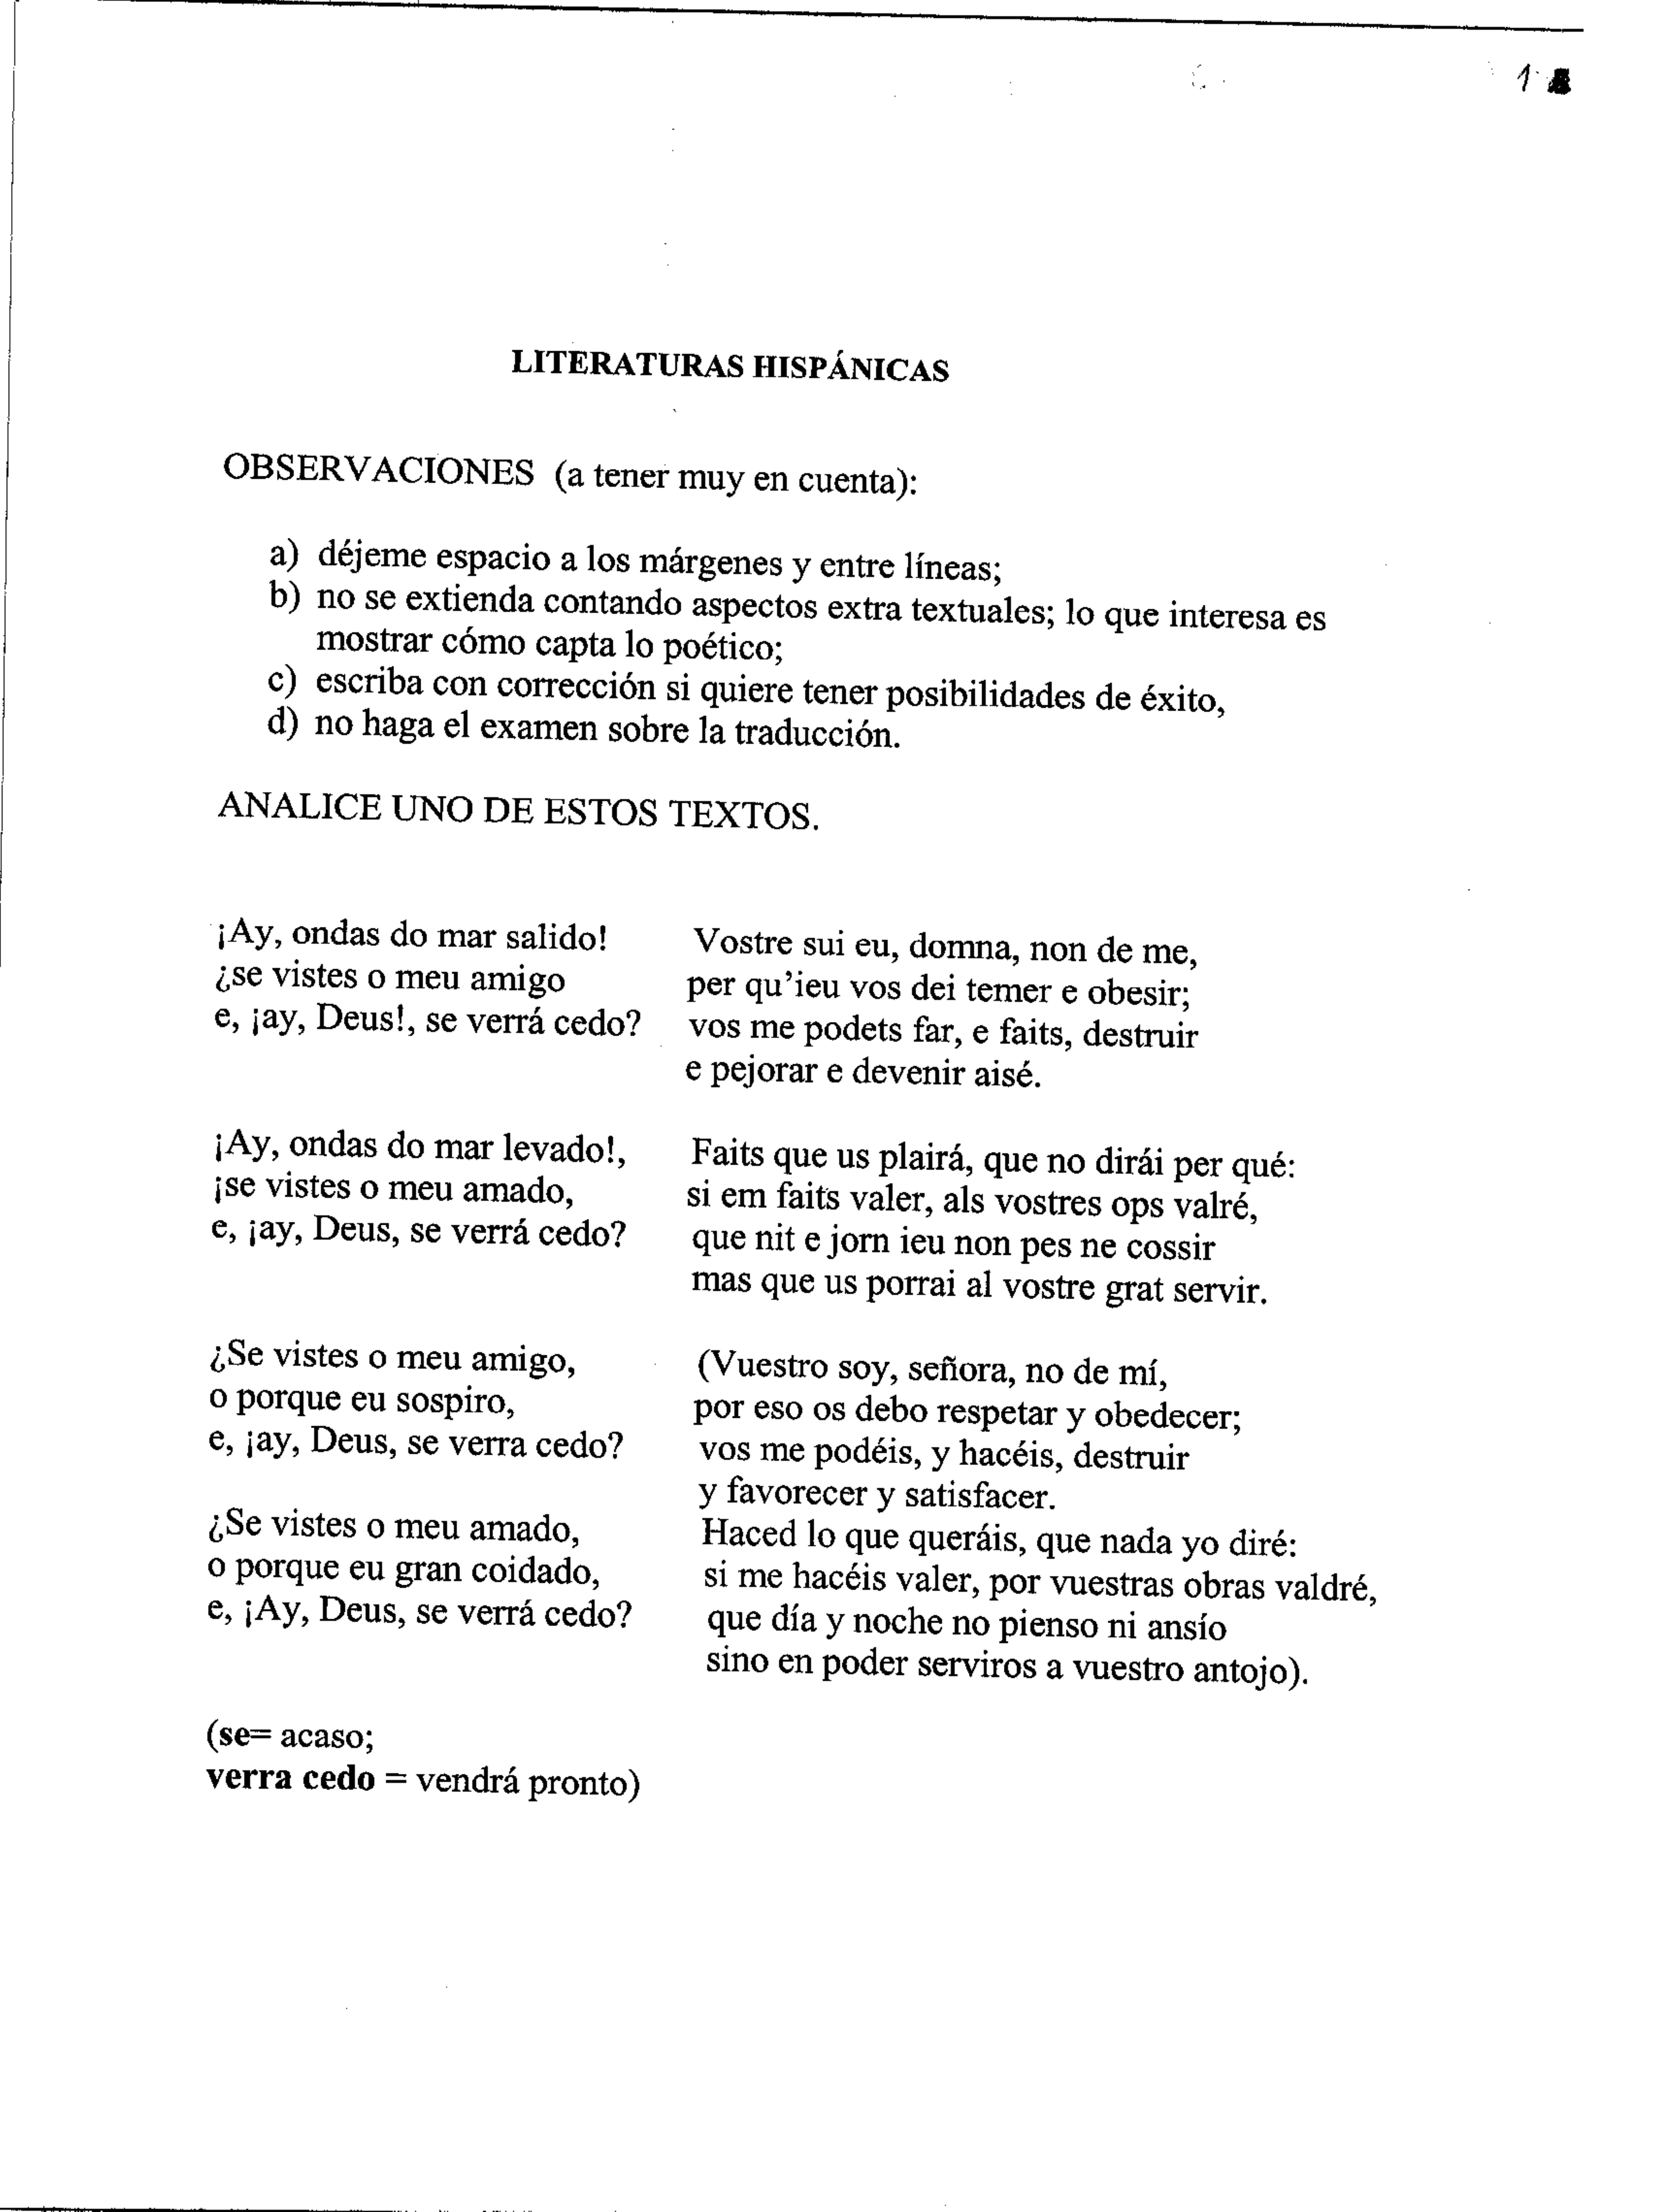 1
LITERATURAS HISPÁNICAS
OBSERVACIONES (a tener muy en cuenta):
a) déjeme espacio a los márgenes y entre líneas;
b) no se extienda contando aspectos extra textuales; lo que interesa es
mostrar cómo capta lo poético;
c) escriba con corrección si quiere tener posibilidades de éxito,
d) no haga el examen sobre la traducción.
ANALICE UNO DE ESTOS TEXTOS.
¡Ay, ondas do mar salido!
¿se vistes o meu amigo
e, ¡ay, Deus!, se verrá cedo?
¡Ay, ondas do mar levado!,
¡se vistes o meu amado,
e, ¡ay, Deus, se verrá cedo?
¿Se vistes o meu amigo,
o porque eu sospiro,
e, ¡ay, Deus, se verra cedo?
¿Se vistes o meu amado,
o porque eu gran coidado,
e, ¡Ay, Deus, se verrá cedo?
(se= acaso;
verra cedo = vendrá pronto)
Vostre sui eu, domna, non de me,
per qu'ieu vos dei temer e obesir;
vos me podets far, e faits, destruir
e pejorar e devenir aisé.
Faits que us plairá, que no dirái per qué:
si em faits valer, als vostres ops valré,
que nit e jorn ieu non pes ne cossir
mas que us porrai al vostre grat servir.
(Vuestro soy, señora, no de mí,
por eso os debo respetar y obedecer;
vos me podéis, y hacéis, destruir
y favorecer y satisfacer.
Haced lo que queráis, que nada yo diré:
si me hacéis valer, por vuestras obras valdré,
que día y noche no pienso ni ansío
sino en poder serviros a vuestro antojo).